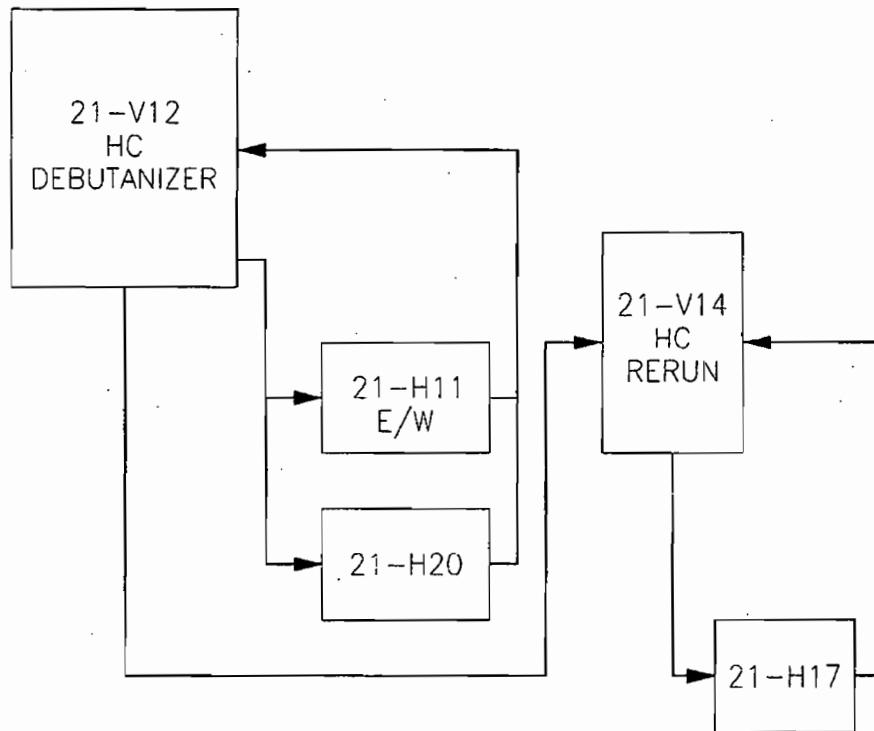 21-V12
HC
DEBUTANIZER
21-V14
HC
RERUN
21-H11
E/W
21-H20
21-H17